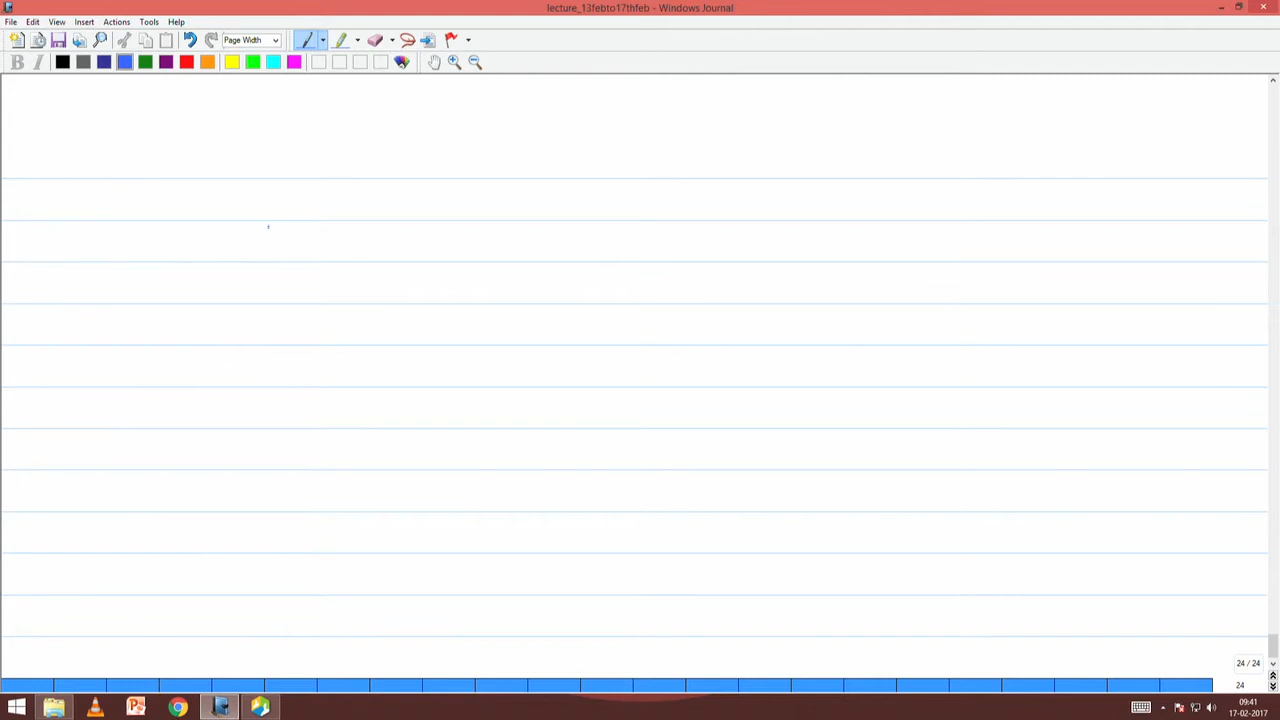 lecture_13febto17thfeb - Windows Journal
File Edit View Insert Actions Tools Help
Page Width
B I
24 / 24
24
09:41
17-02-2017